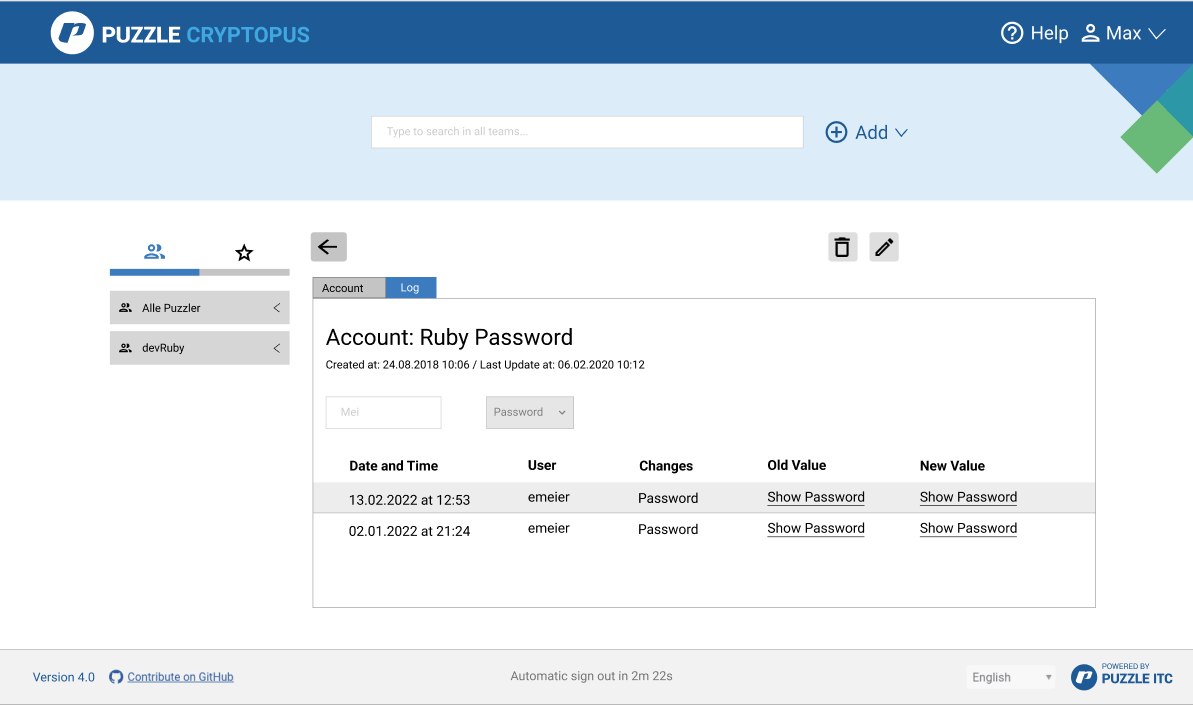 PUZZLE CRYPTOPUS
Help Max
Type to search in all teams...
Add
Alle Puzzler
devRuby
Account Log
Account: Ruby Password
Created at: 24.08.2018 10:06 / Last Update at: 06.02.2020 10:12
Mei Password
Date and Time User Changes Old Value New Value
13.02.2022 at 12:53 emeier Password Show Password Show Password
02.01.2022 at 21:24 emeier Password Show Password Show Password
Version 4.0 Contribute on GitHub Automatic sign out in 2m 22s English POWERED BY
PUZZLE ITC